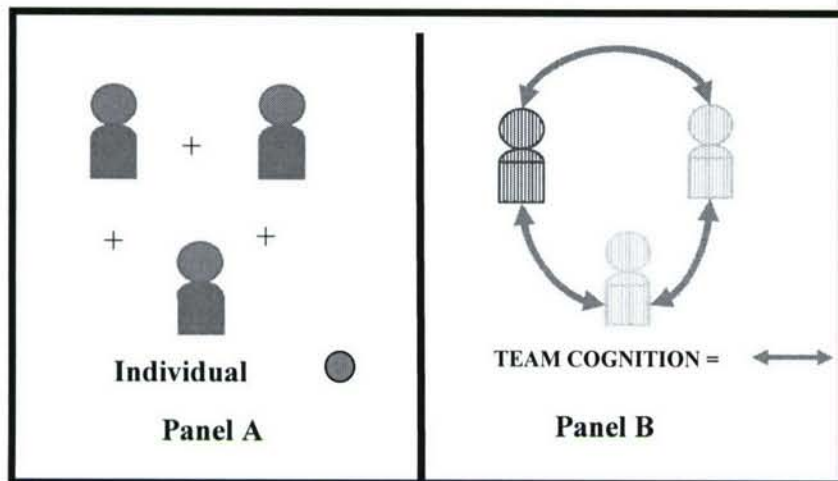 +
+ +
Individual
Panel A
TEAM COGNITION =
Panel B